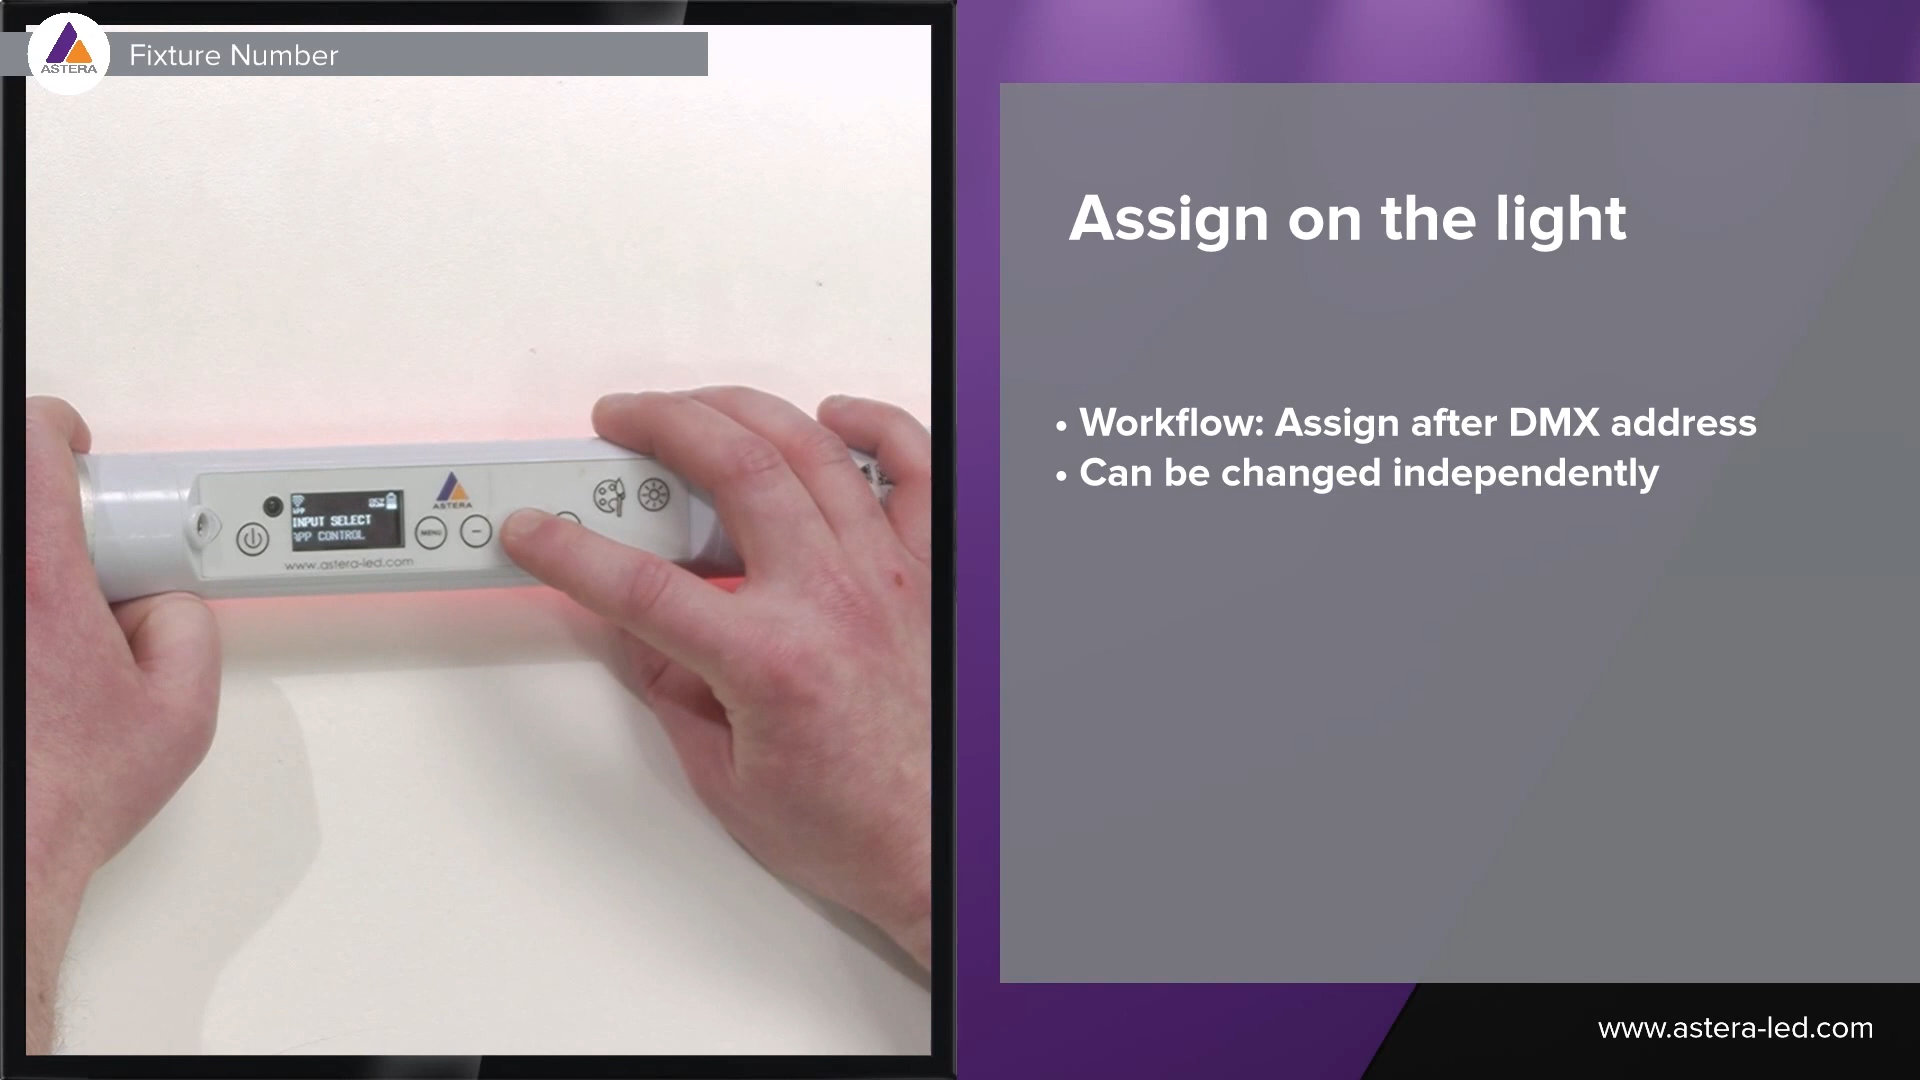 ASTERA
Fixture Number
Assign on the light
• Workflow: Assign after DMX address
• Can be changed independently
INPUT SELECT
APP CONTROL
ASTERA
MENU
www.astera-led.com
www.astera-led.com